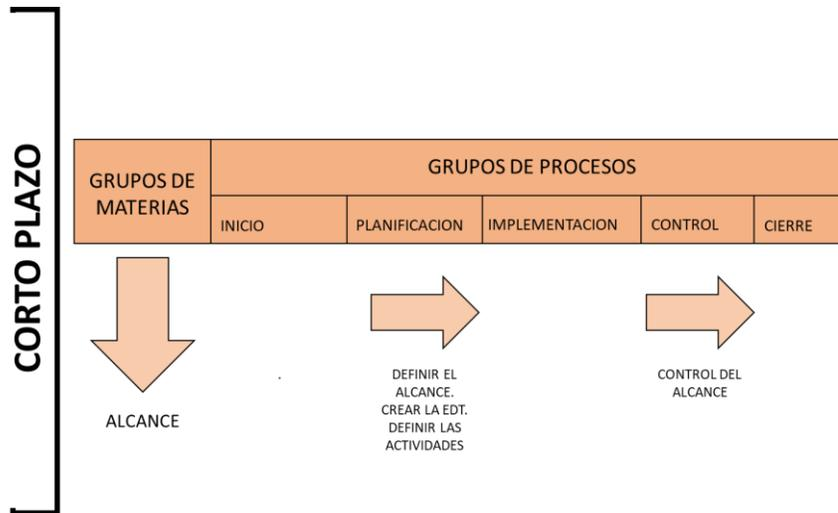 CORTO PLAZO
GRUPOS DE
MATERIAS
GRUPOS DE PROCESOS
INICIO
PLANIFICACION
IMPLEMENTACION
CONTROL
CIERRE
ALCANCE
DEFINIR EL
ALCANCE.
CREAR LA EDT.
DEFINIR LAS
ACTIVIDADES
CONTROL DEL
ALCANCE